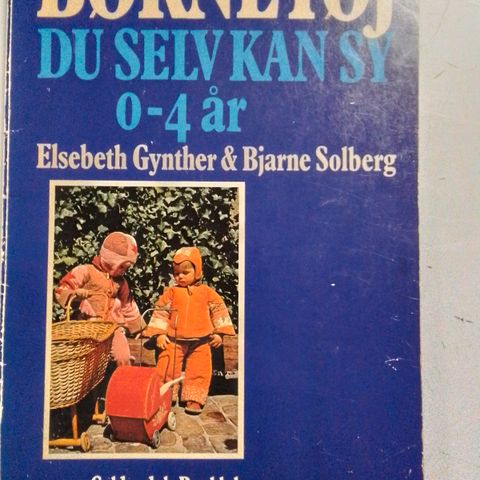 BØRNETØJ
DU SELV KAN SY
0-4 år
Elsebeth Gynther & Bjarne Solberg